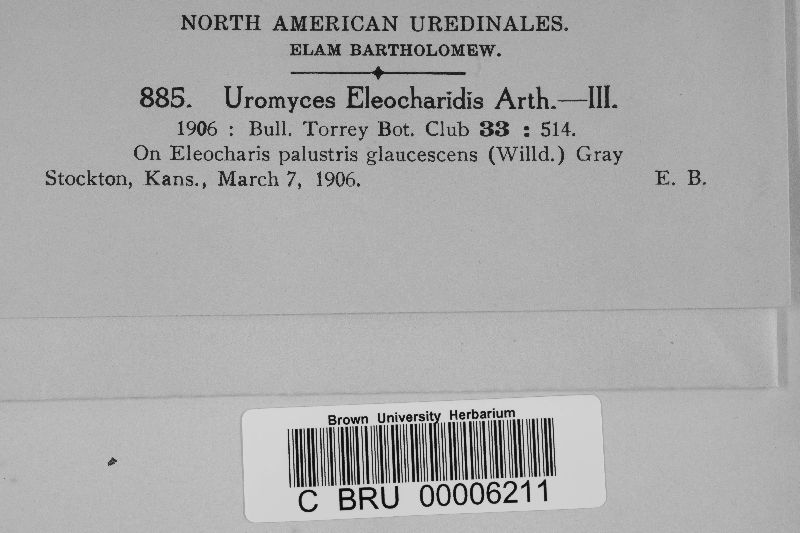 NORTH AMERICAN UREDINALES.
ELAM BARTHOLOMEW.
885. Uromyces Eleocharidis Arth.—III.
1906 : Bull. Torrey Bot. Club 33 : 514.
On Eleocharis palustris glaucescens (Willd.) Gray
Stockton, Kans., March 7, 1906. E. B.
Brown University Herbarium
C BRU 00006211